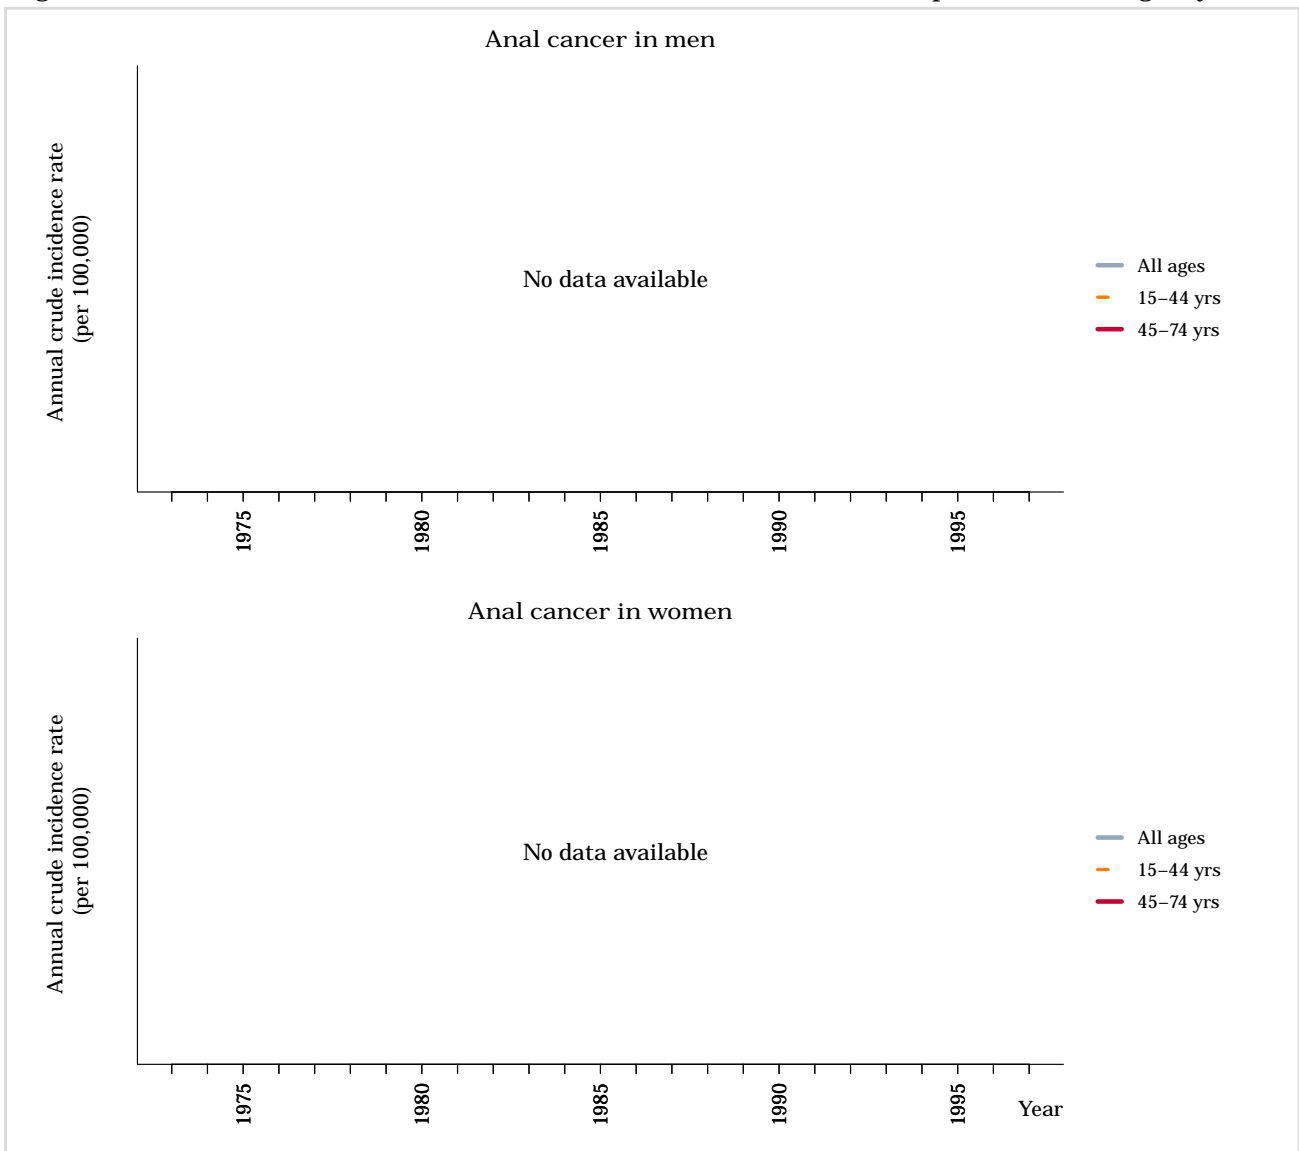 Anal cancer in men
Annual crude incidence rate
(per 100,000)
No data available
All ages
15–44 yrs
45–74 yrs
1975
1980
1985
1990
1995
Anal cancer in women
Annual crude incidence rate
(per 100,000)
No data available
All ages
15–44 yrs
45–74 yrs
1975
1980
1985
1990
1995
Year